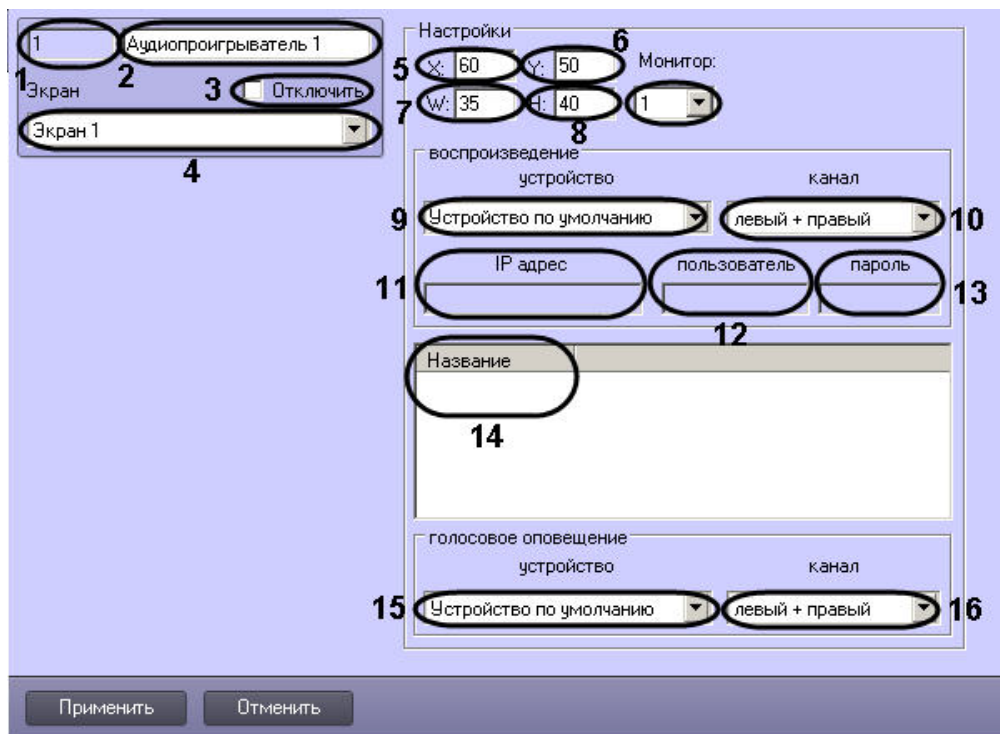 1 Аудиопроигрыватель 1
1 2
Экран 3 Отключить
Экран 1
4
Настройки
6
5 X: 60 Y: 50 Монитор:
7 W: 35 H: 40 1
8
воспроизведение
устройство канал
9 Устройство по умолчанию левый + правый 10
IP адрес пользователь пароль
11 13
12
Название
14
голосовое оповещение
устройство канал
15 Устройство по умолчанию левый + правый 16
Применить Отменить